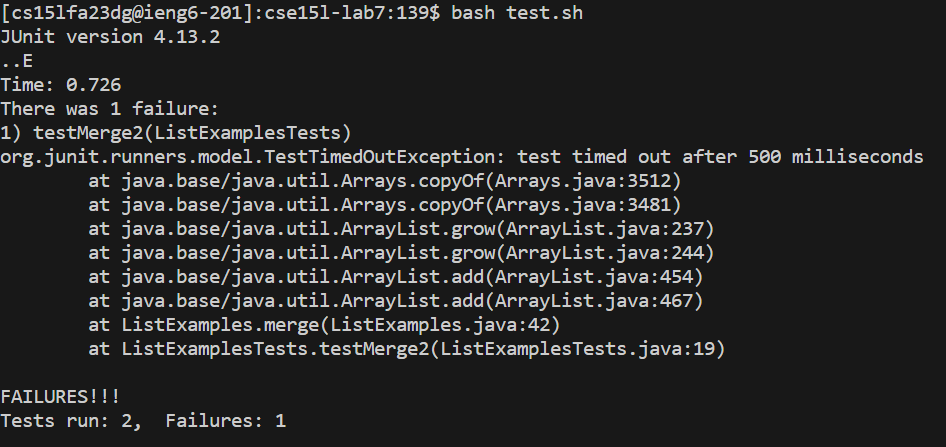 [cs15lfa23dg@ieng6-201]:cse15l-lab7:139$ bash test.sh
JUnit version 4.13.2
..E
Time: 0.726
There was 1 failure:
1) testMerge2(ListExamplesTests)
org.junit.runners.model.TestTimedOutException: test timed out after 500 milliseconds
        at java.base/java.util.Arrays.copyOf(Arrays.java:3512)
        at java.base/java.util.Arrays.copyOf(Arrays.java:3481)
        at java.base/java.util.ArrayList.grow(ArrayList.java:237)
        at java.base/java.util.ArrayList.grow(ArrayList.java:244)
        at java.base/java.util.ArrayList.add(ArrayList.java:454)
        at java.base/java.util.ArrayList.add(ArrayList.java:467)
        at ListExamples.merge(ListExamples.java:42)
        at ListExamplesTests.testMerge2(ListExamplesTests.java:19)

FAILURES!!!
Tests run: 2,  Failures: 1